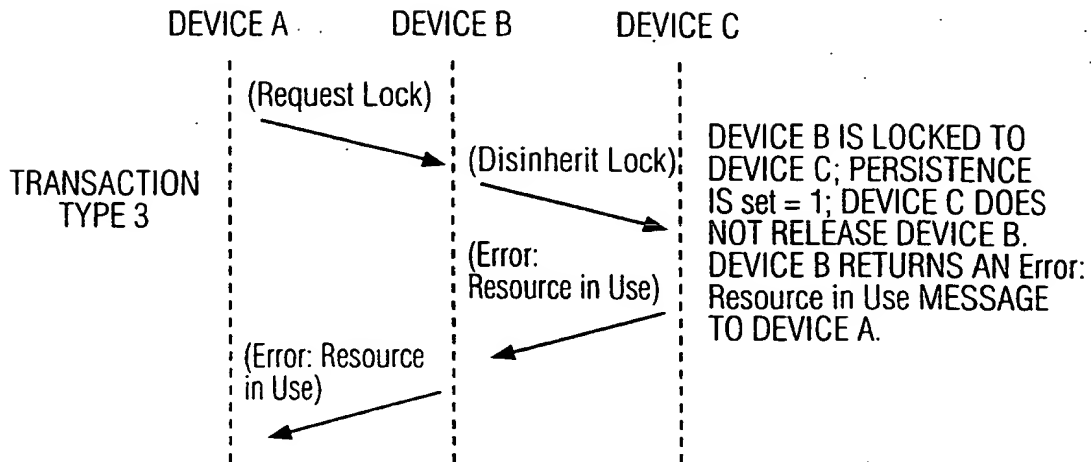 DEVICE A
DEVICE B
DEVICE C
(Request Lock)
TRANSACTION
TYPE 3
(Disinherit Lock)
DEVICE B IS LOCKED TO
DEVICE C; PERSISTENCE
IS set = 1; DEVICE C DOES
NOT RELEASE DEVICE B.
DEVICE B RETURNS AN Error:
Resource in Use MESSAGE
TO DEVICE A.
(Error:
Resource in Use)
(Error: Resource
in Use)